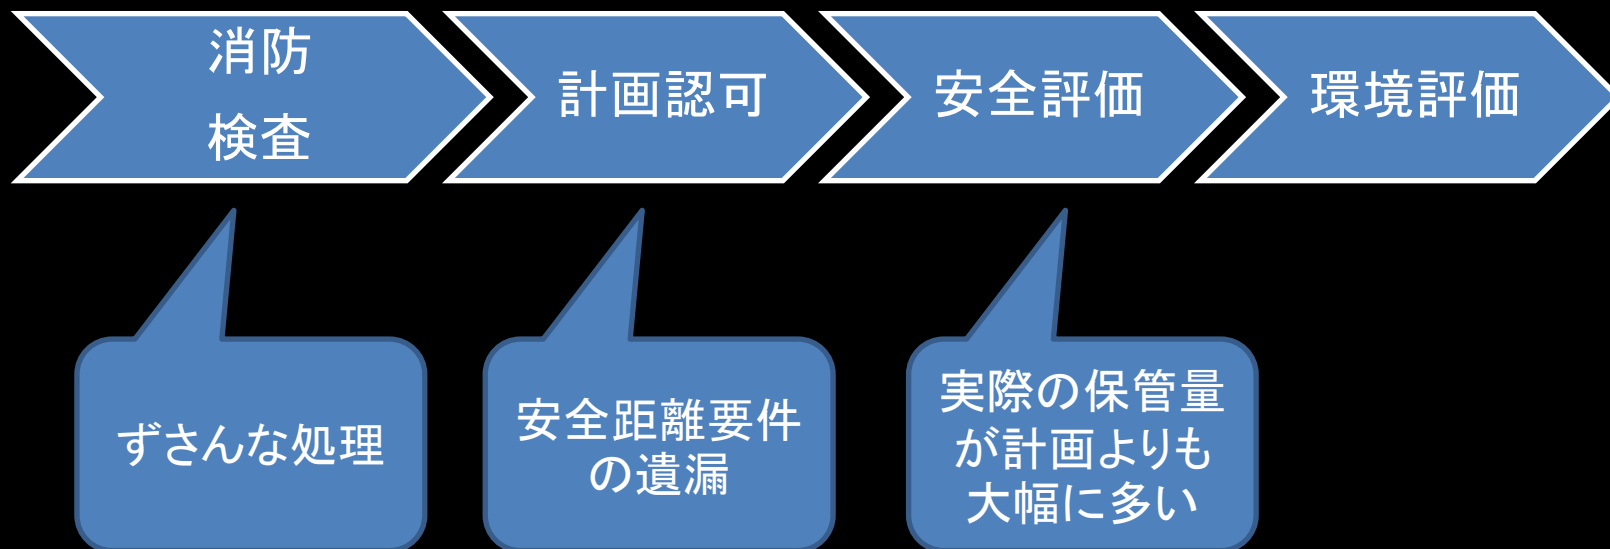 消防
検査
計画認可
安全評価
環境評価
ずさんな処理
安全距離要件
の遺漏
実際の保管量
が計画よりも
大幅に多い